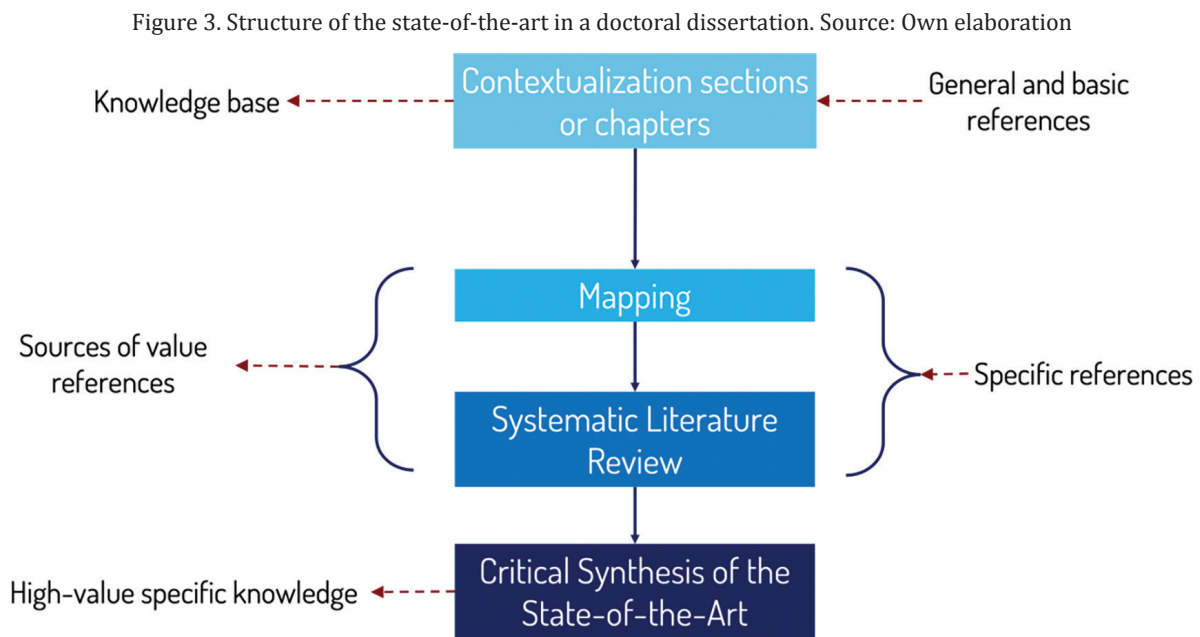 Figure 3. Structure of the state-of-the-art in a doctoral dissertation. Source: Own elaboration
Contextualization sections
or chapters
Knowledge base
General and basic
references
Mapping
Sources of value
references
Specific references
Systematic Literature
Review
Critical Synthesis of the
State-of-the-Art
High-value specific knowledge